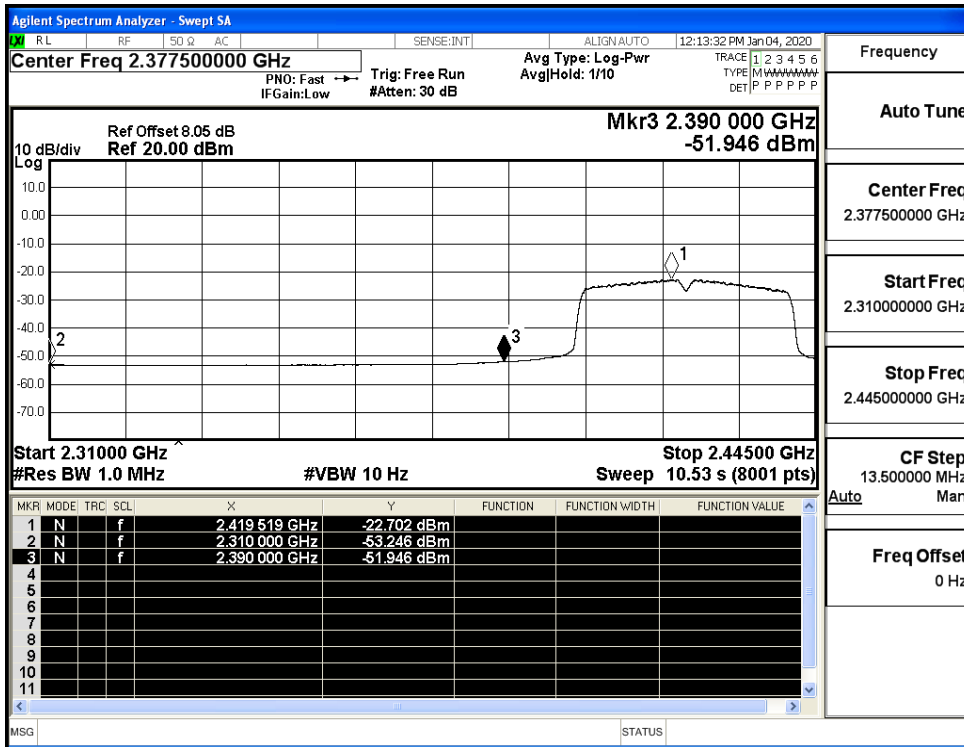 Agilent Spectrum Analyzer - Swept SA
LXI RL RF 50 Ω AC SENSE:INT ALIGN AUTO 12:13:32 PM Jan 04, 2020
Center Freq 2.377500000 GHz
PNO: Fast
IFGain:Low
Trig: Free Run
#Atten: 30 dB
Avg Type: Log-Pwr
Avg|Hold: 1/10
TRACE 1 2 3 4 5 6
TYPE M W W W W W
DET P P P P P P
Ref Offset 8.05 dB
Ref 20.00 dBm
10 dB/div
Log
Mkr3 2.390 000 GHz
-51.946 dBm
10.0
0.00
-10.0
-20.0
-30.0
-40.0
-50.0
-60.0
-70.0
1
2
3
Start 2.31000 GHz Stop 2.44500 GHz
#Res BW 1.0 MHz #VBW 10 Hz Sweep 10.53 s (8001 pts)
MKR MODE TRC SCL X Y FUNCTION FUNCTION WIDTH FUNCTION VALUE
1 N f 2.419 519 GHz -22.702 dBm
2 N f 2.310 000 GHz -53.246 dBm
3 N f 2.390 000 GHz -51.946 dBm
4
5
6
7
8
9
10
11
MSG STATUS
Frequency
Auto Tune
Center Freq
2.377500000 GHz
Start Freq
2.310000000 GHz
Stop Freq
2.445000000 GHz
CF Step
13.500000 MHz
Auto Man
Freq Offset
0 Hz